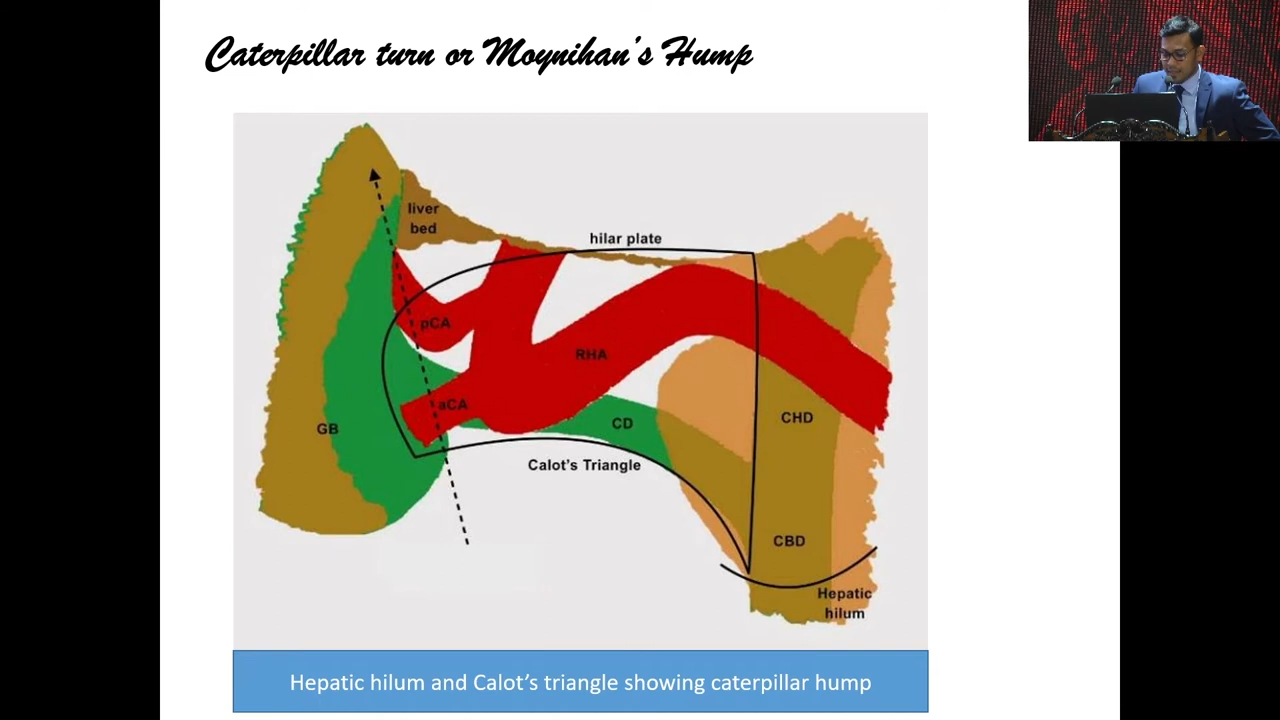 Caterpillar turn or Moynihan's Hump
liver
bed
hilar plate
pCA
RHA
aCA
GB
CD
CHD
Calot's Triangle
CBD
Hepatic
hilum
Hepatic hilum and Calot's triangle showing caterpillar hump